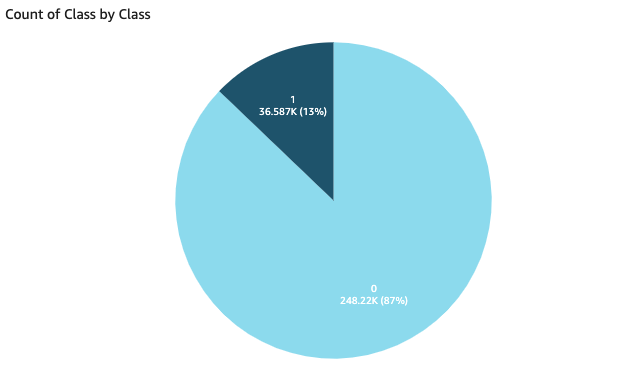 Count of Class by Class
1
36.587K (13%)
0
248.22K (87%)